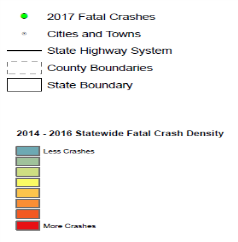 2017 Fatal Crashes
Cities and Towns
State Highway System
County Boundaries
State Boundary
2014 - 2016 Statewide Fatal Crash Density
Less Crashes
More Crashes